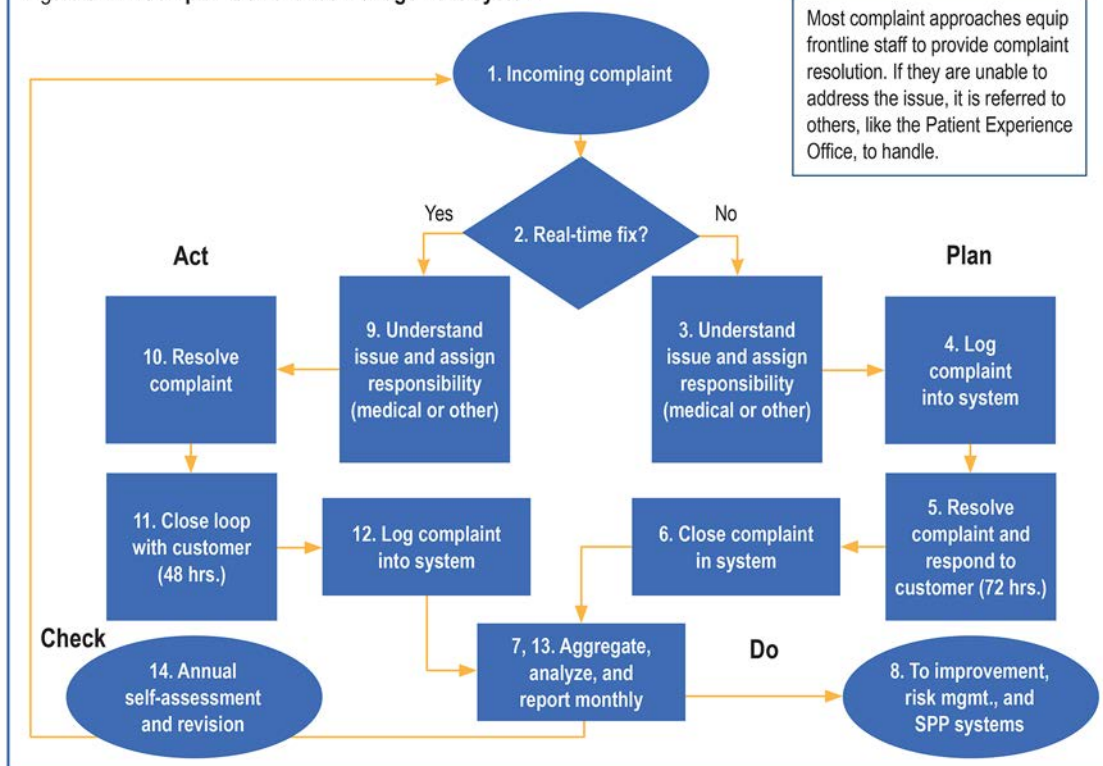 Most complaint approaches equip
frontline staff to provide complaint
resolution. If they are unable to
address the issue, it is referred to
others, like the Patient Experience
Office, to handle.
1. Incoming complaint
2. Real-time fix?
Yes
No
Act
Plan
9. Understand
issue and assign
responsibility
(medical or other)
3. Understand
issue and assign
responsibility
(medical or other)
10. Resolve
complaint
4. Log
complaint
into system
11. Close loop
with customer
(48 hrs.)
12. Log complaint
into system
6. Close complaint
in system
5. Resolve
complaint and
respond to
customer (72 hrs.)
Check
14. Annual
self-assessment
and revision
7, 13. Aggregate,
analyze, and
report monthly
Do
8. To improvement,
risk mgmt., and
SPP systems